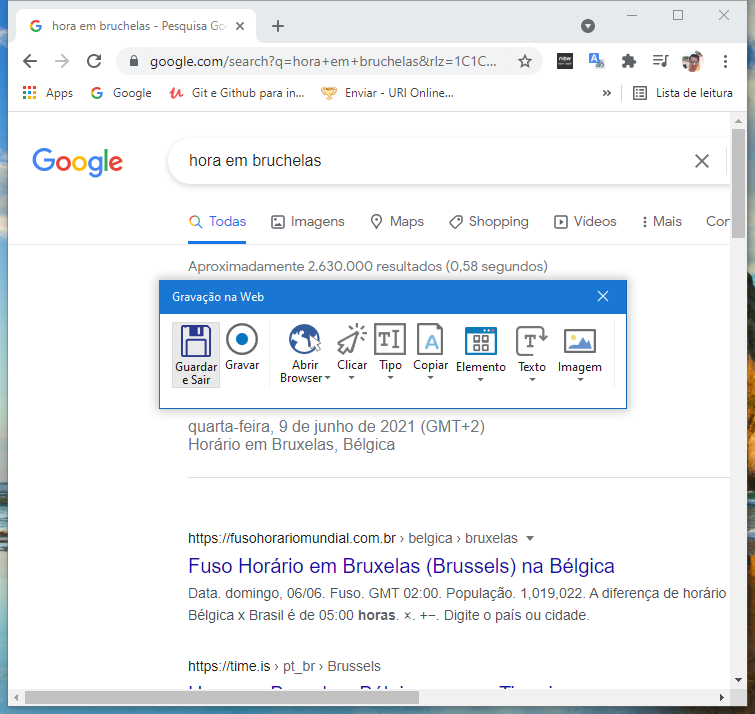 hora em bruchelas - Pesquisa Go
google.com/search?q=hora+em+bruchelas&rlz=1C1C...
Apps Google Git e Github para in... Enviar - URI Online... » Lista de leitura
Google hora em bruchelas
Todas Imagens Maps Shopping Vídeos Mais
Aproximadamente 2.630.000 resultados (0,58 segundos)
Gravação na Web
Guardar e Sair
Gravar
Abrir Browser
Clicar
Tipo
Copiar
Elemento
Texto
Imagem
quarta-feira, 9 de junho de 2021 (GMT+2)
Horário em Bruxelas, Bélgica
https://fusohorariomundial.com.br › belgica › bruxelas
Fuso Horário em Bruxelas (Brussels) na Bélgica
Data. domingo, 06/06. Fuso. GMT 02:00. População. 1,019,022. A diferença de horário
Bélgica x Brasil é de 05:00 horas. ×. +−. Digite o país ou cidade.
https://time.is › pt_br › Brussels